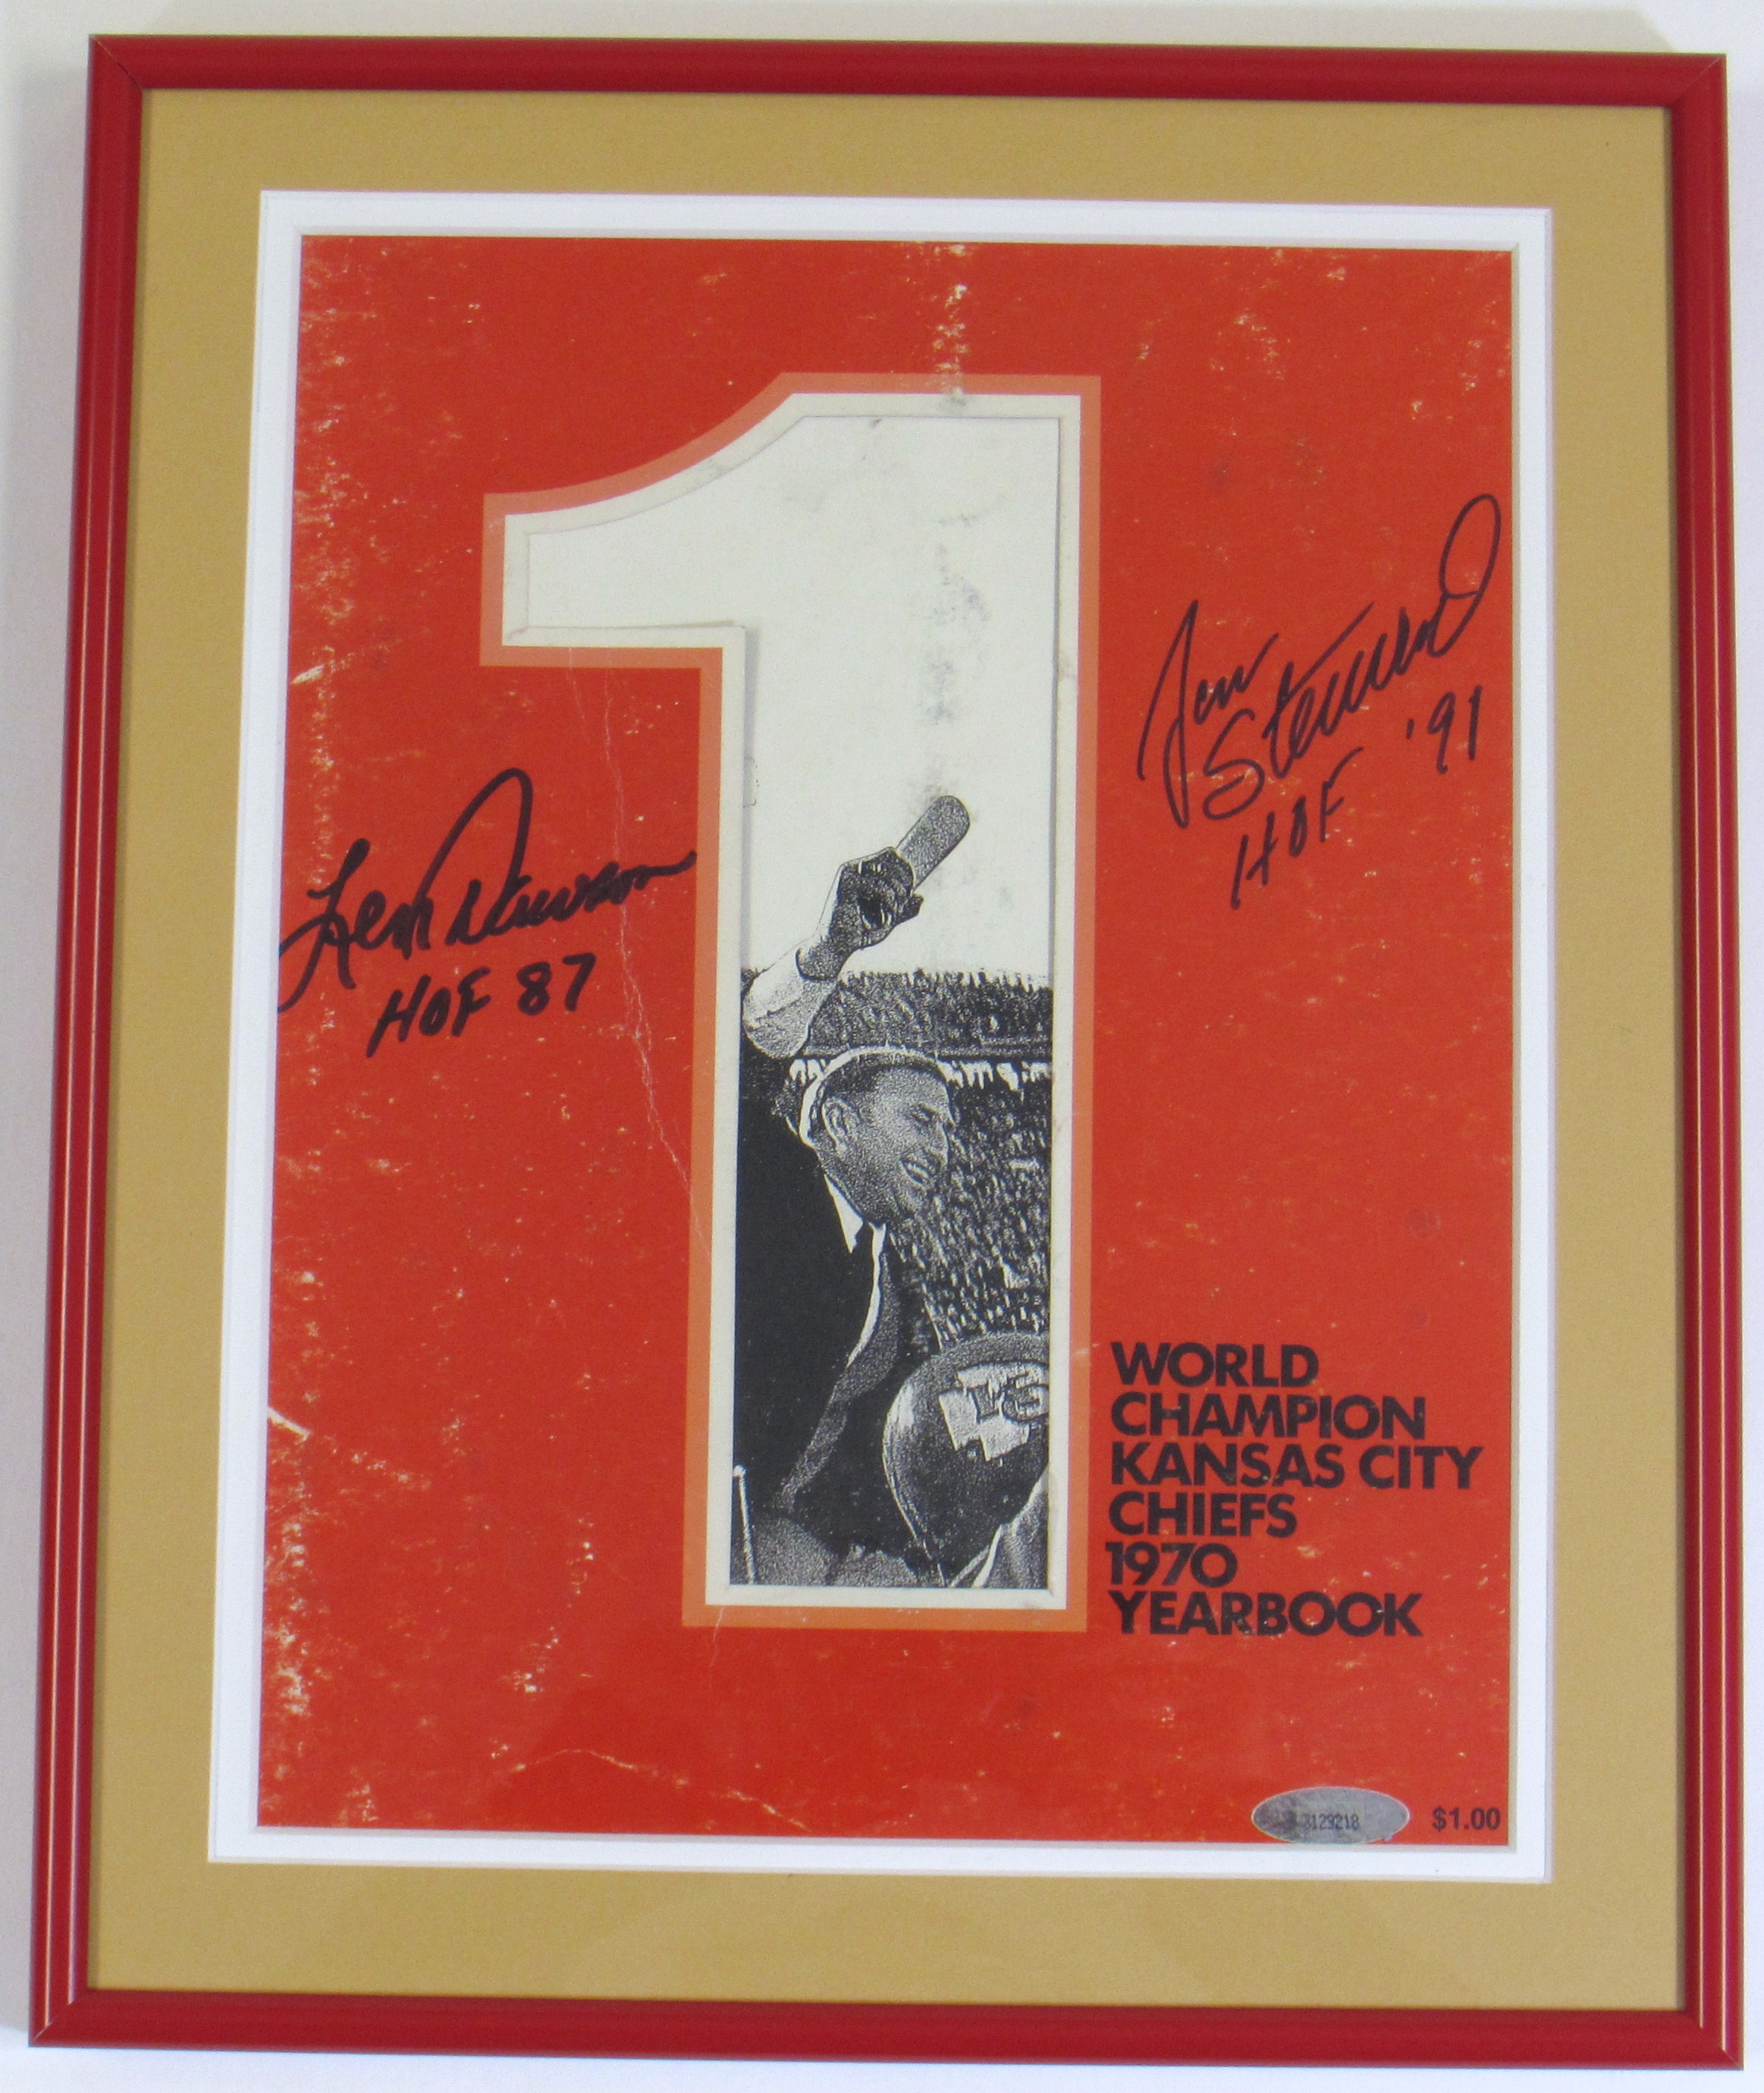 Jan Stenerud
HOF '91
Len Dawson
HOF 87
1
KC
WORLD
CHAMPION
KANSAS CITY
CHIEFS
1970
YEARBOOK
3129218
$1.00